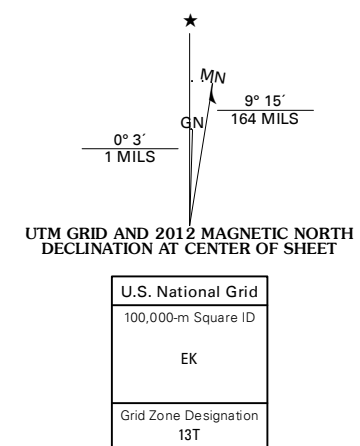 ★
MN
9° 15´
164 MILS
GN
0° 3´
1 MILS
UTM GRID AND 2012 MAGNETIC NORTH
DECLINATION AT CENTER OF SHEET
U.S. National Grid
100,000-m Square ID
EK
Grid Zone Designation
13T